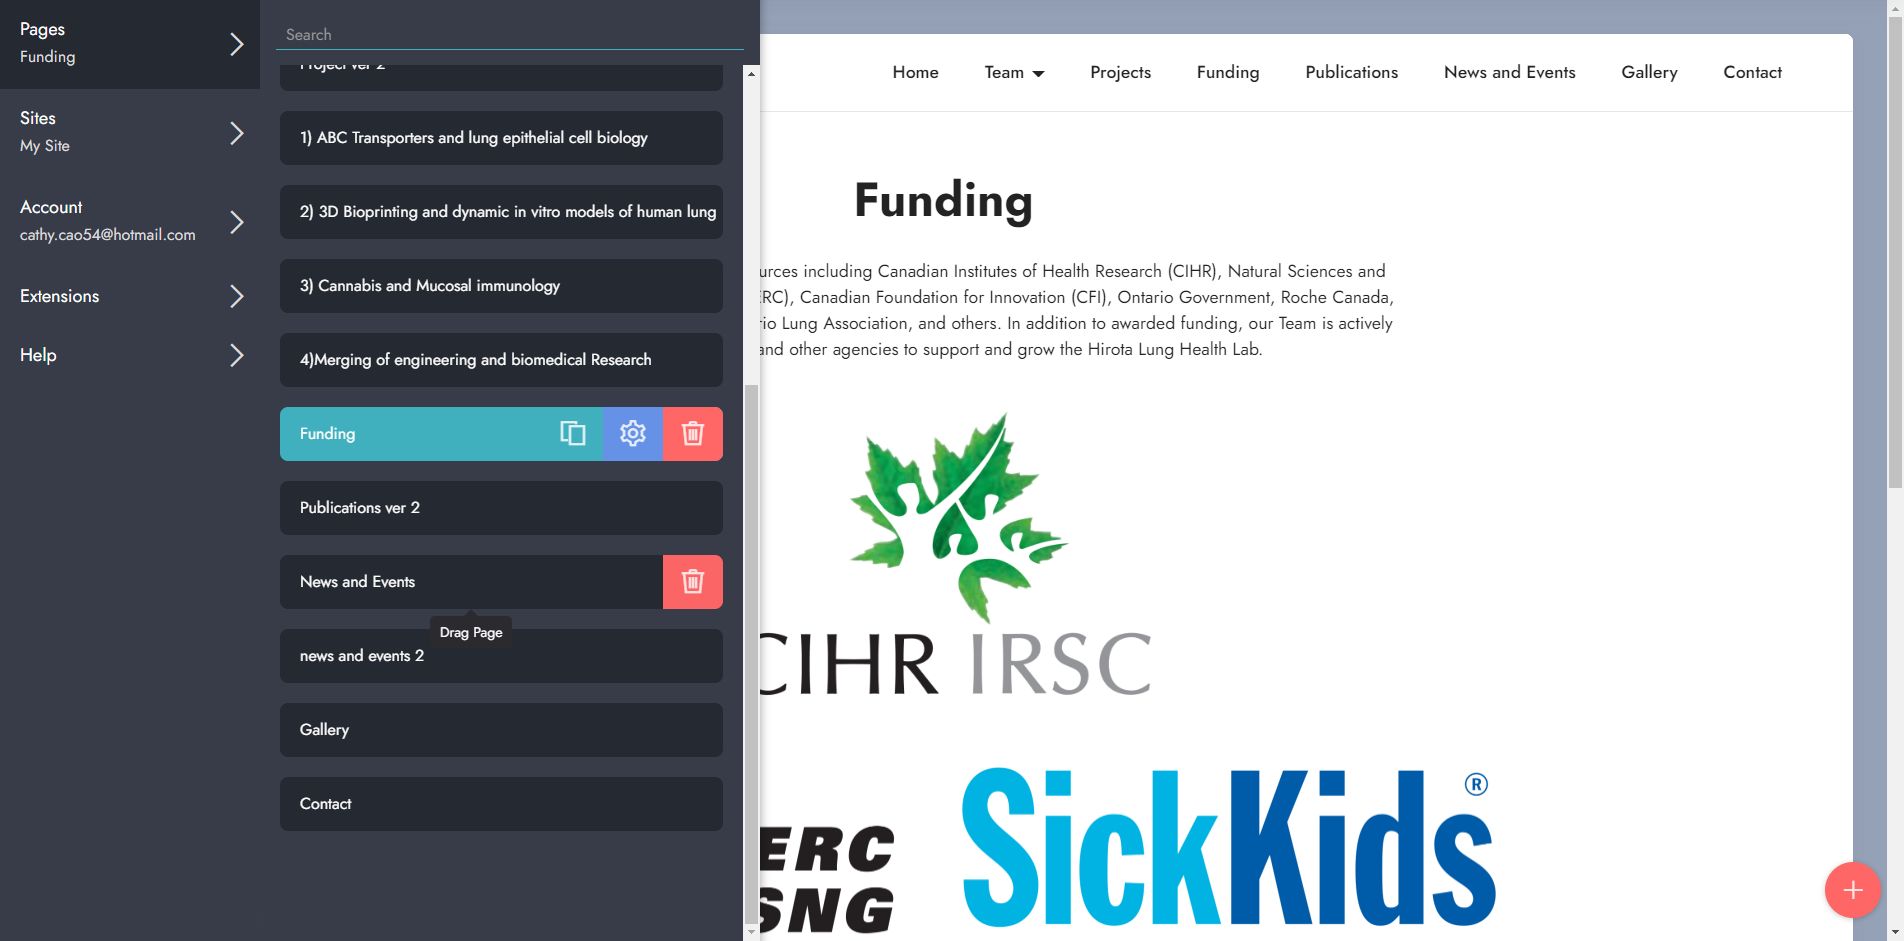 Pages
Funding
Sites
My Site
Account
cathy.cao54@hotmail.com
Extensions
Help
Search
Project ver 2
1) ABC Transporters and lung epithelial cell biology
2) 3D Bioprinting and dynamic in vitro models of human lung
3) Cannabis and Mucosal immunology
4)Merging of engineering and biomedical Research
Funding
Publications ver 2
News and Events
Drag Page
news and events 2
Gallery
Contact
Home Team Projects Funding Publications News and Events Gallery Contact
Funding
urces including Canadian Institutes of Health Research (CIHR), Natural Sciences and
RC), Canadian Foundation for Innovation (CFI), Ontario Government, Roche Canada,
io Lung Association, and others. In addition to awarded funding, our Team is actively
and other agencies to support and grow the Hirota Lung Health Lab.
CIHR IRSC
ERC
SNG
SickKids®